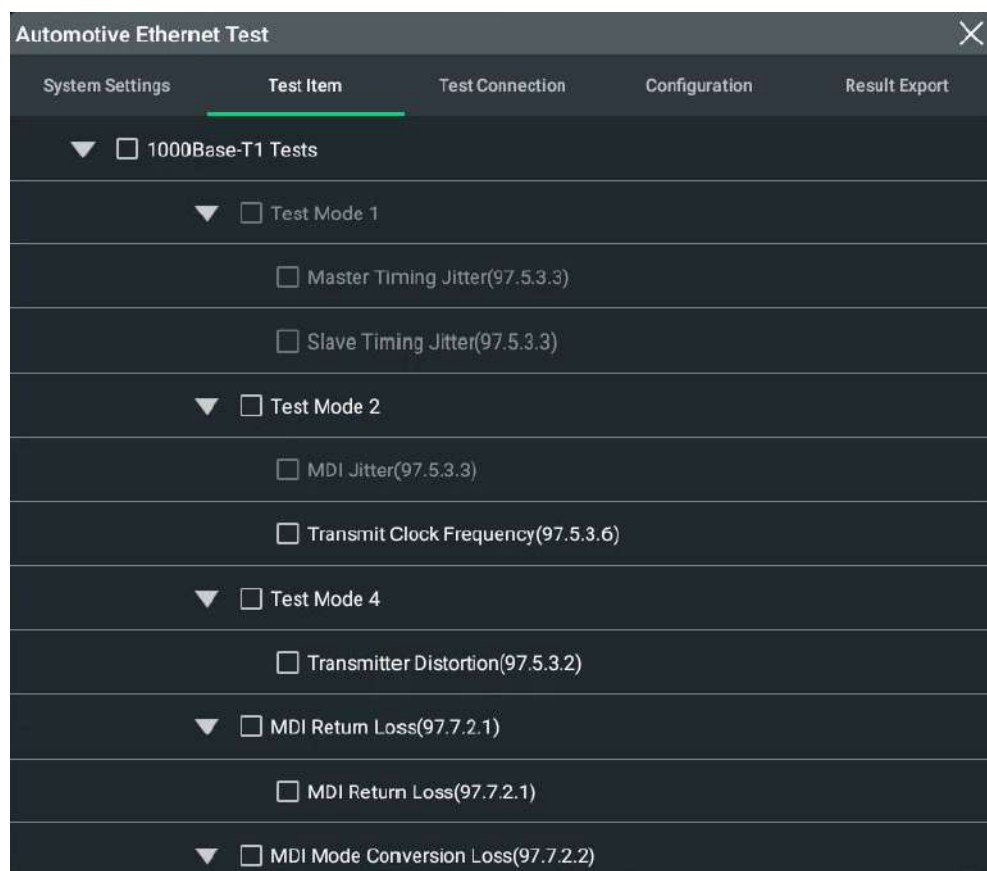 Automotive Ethernet Test
System Settings Test Item Test Connection Configuration Result Export
1000Base-T1 Tests
Test Mode 1
Master Timing Jitter(97.5.3.3)
Slave Timing Jitter(97.5.3.3)
Test Mode 2
MDI Jitter(97.5.3.3)
Transmit Clock Frequency(97.5.3.6)
Test Mode 4
Transmitter Distortion(97.5.3.2)
MDI Return Loss(97.7.2.1)
MDI Return Loss(97.7.2.1)
MDI Mode Conversion Loss(97.7.2.2)